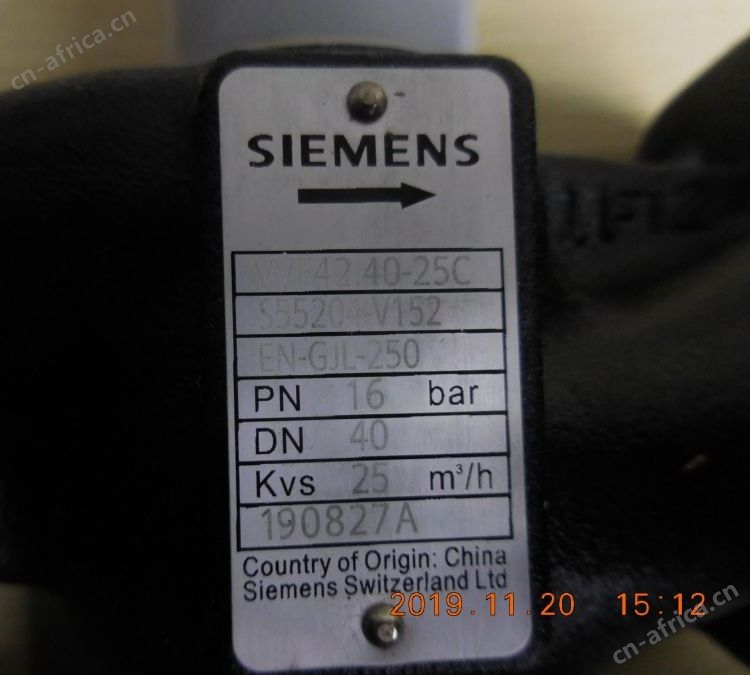 cn-africa.cn
SIEMENS
VVF42.40-25C
S55204-V152
EN-GJL-250
PN 16 bar
DN 40
Kvs 25 m³/h
190827A
Country of Origin: China
Siemens Switzerland Ltd
2019.11.20 15:12
cn-africa.cn